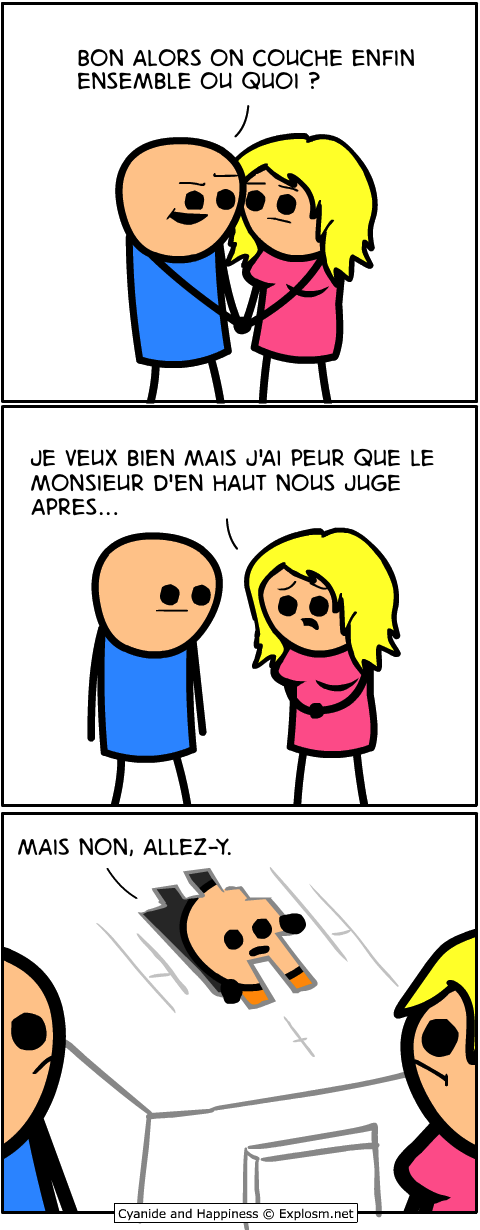 BON ALORS ON COUCHE ENFIN
ENSEMBLE OU QUOI ?
JE VEUX BIEN MAIS J'AI PEUR QUE LE
MONSIEUR D'EN HAUT NOUS JUGE
APRES...
MAIS NON, ALLEZ-Y.
Cyanide and Happiness © Explosm.net